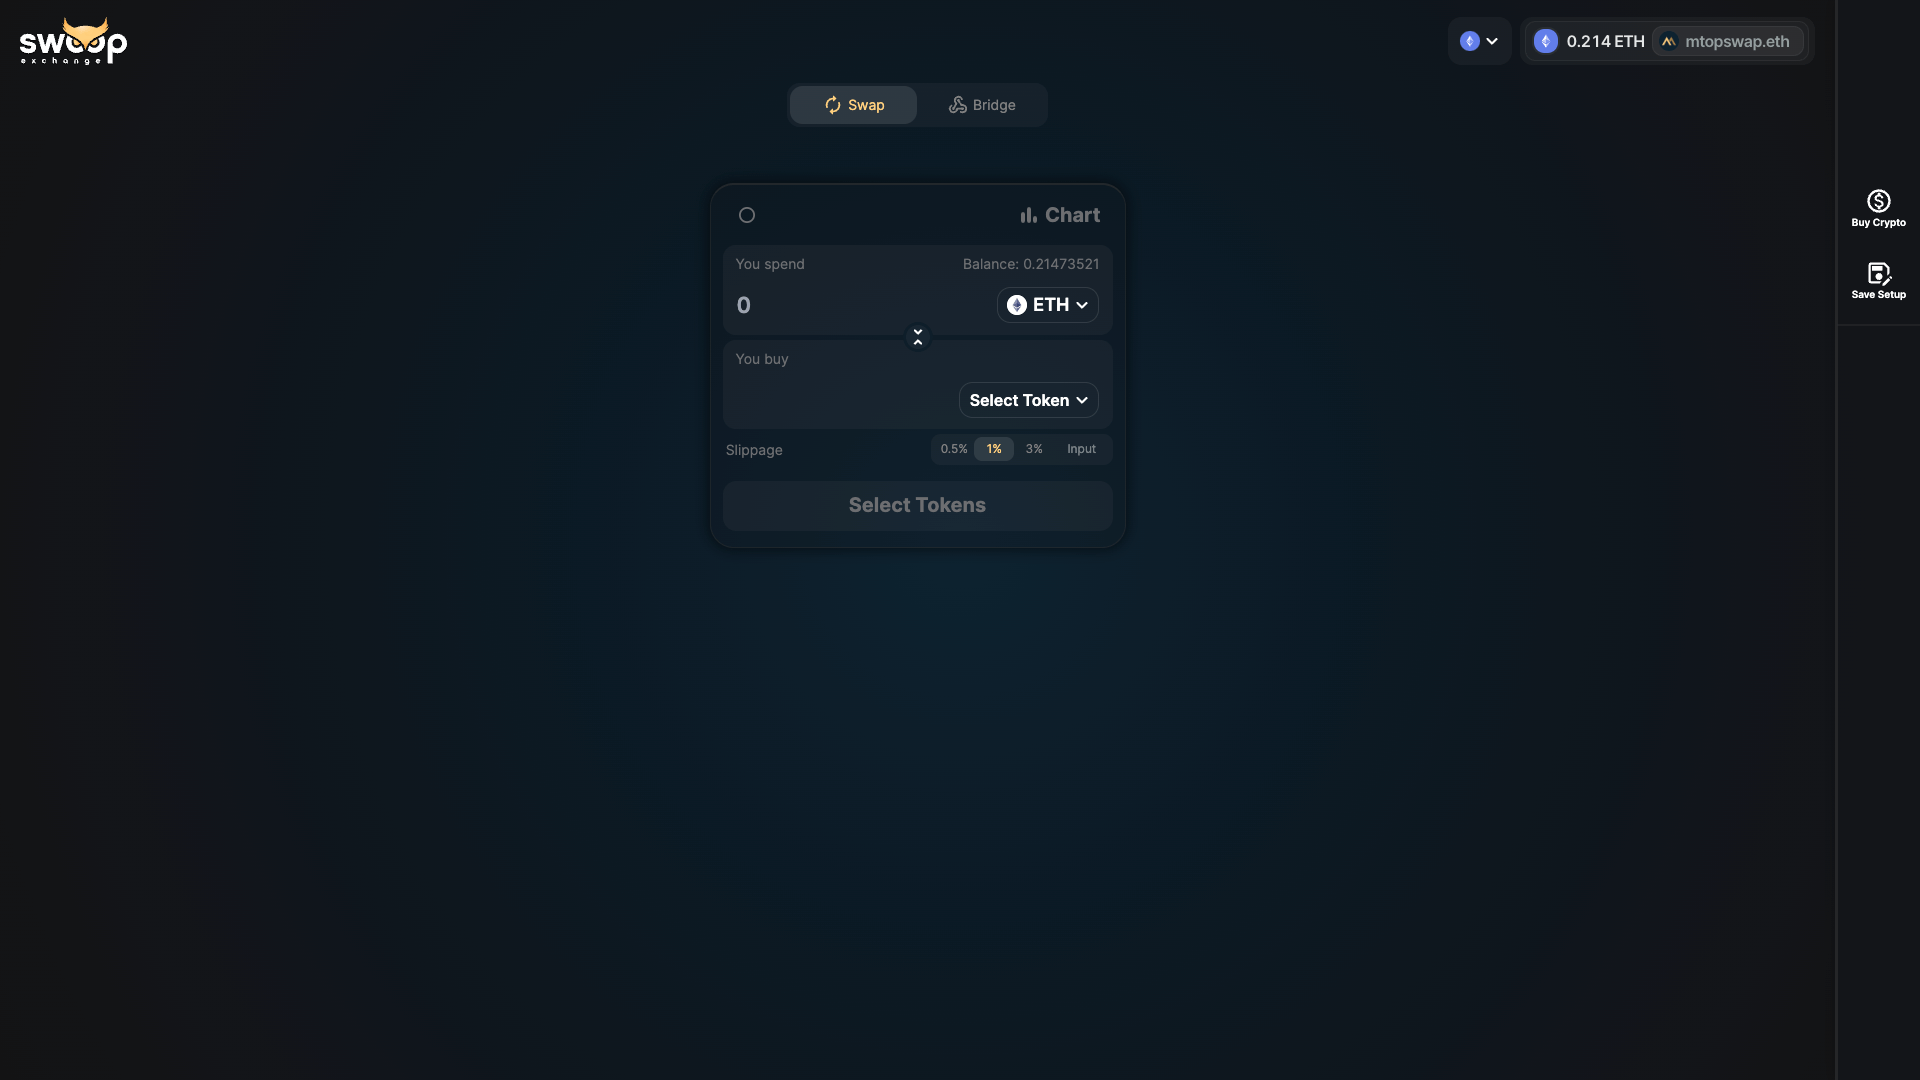 swoop
exchange
0.214 ETH
mtopswap.eth
Swap
Bridge
Chart
You spend
Balance: 0.21473521
0
ETH
You buy
Select Token
Slippage
0.5%
1%
3%
Input
Select Tokens
Buy Crypto
Save Setup